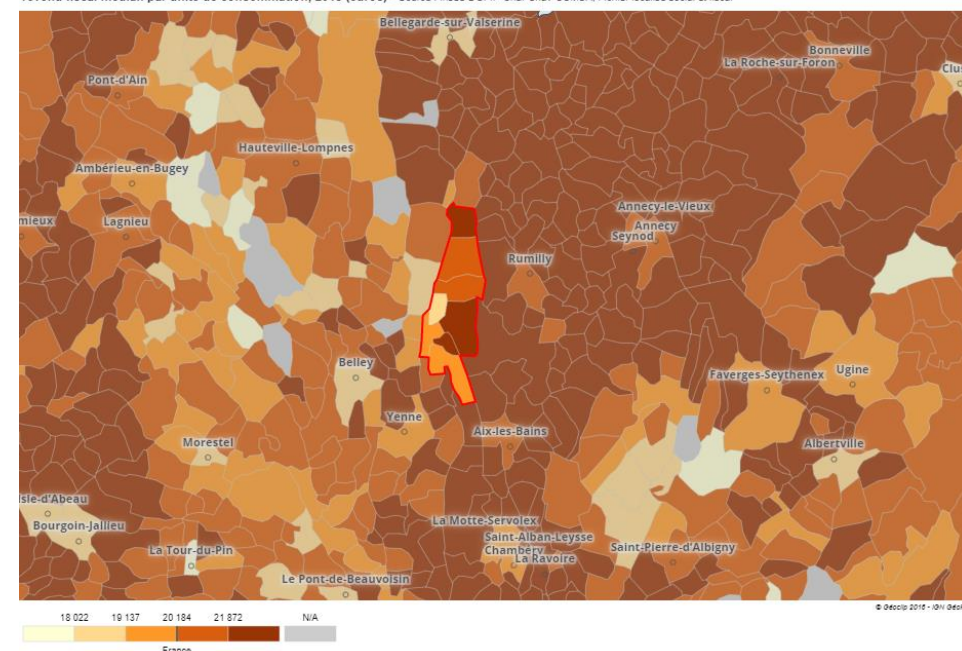 Bellegarde-sur-Valserine
Bonneville
La Roche-sur-Foron
Pont-d'Ain
Hauteville-Lompnes
Ambérieu-en-Bugey
Annecy-le-Vieux
Lagnieu
Annecy
Seynod
Rumilly
Belley
Faverges-Seythenex
Ugine
Yenne
Aix-les-Bains
Morestel
Albertville
Bourgoin-Jallieu
La Motte-Servolex
Saint-Alban-Leysse
Chambéry
La Ravoire
La Tour-du-Pin
Saint-Pierre-d'Albigny
Le Pont-de-Beauvoisin
18 022 19 137 20 184 21 872 N/A
France